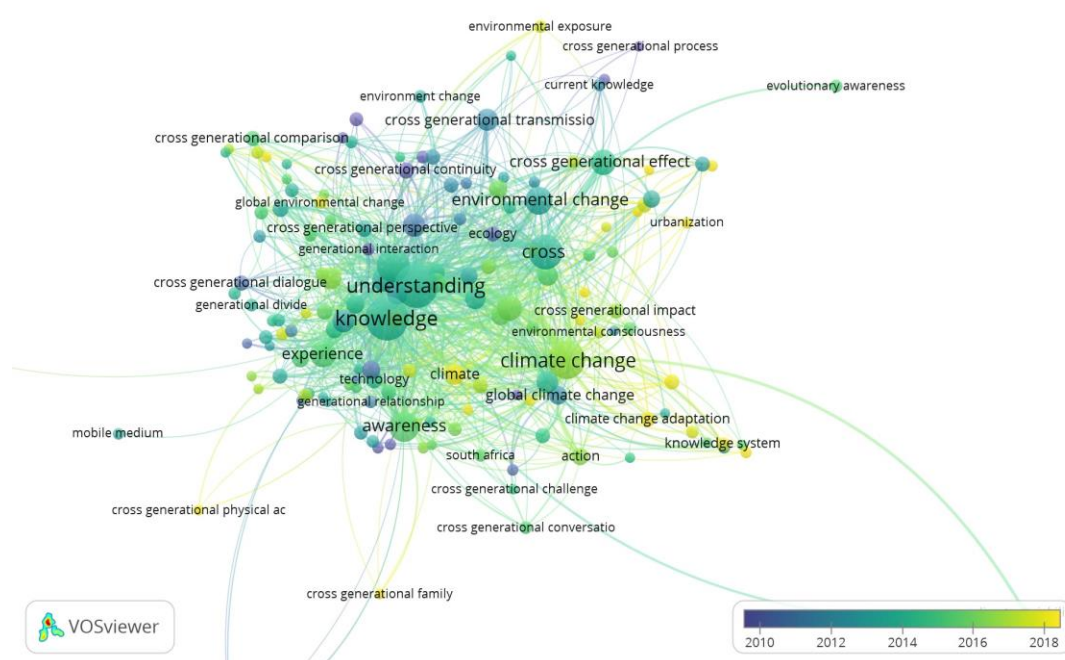 environmental exposure
cross generational process
current knowledge
evolutionary awareness
environment change
cross generational transmissio
cross generational comparison
cross generational effect
cross generational continuity
global environmental change
environmental change
urbanization
cross generational perspective
ecology
generational interaction
cross
cross generational dialogue
understanding
generational divide
cross generational impact
knowledge
environmental consciousness
experience
climate change
technology
climate
global climate change
generational relationship
climate change adaptation
awareness
mobile medium
knowledge system
south africa
action
cross generational challenge
cross generational physical ac
cross generational conversatio
cross generational family
VOSviewer
2010 2012 2014 2016 2018